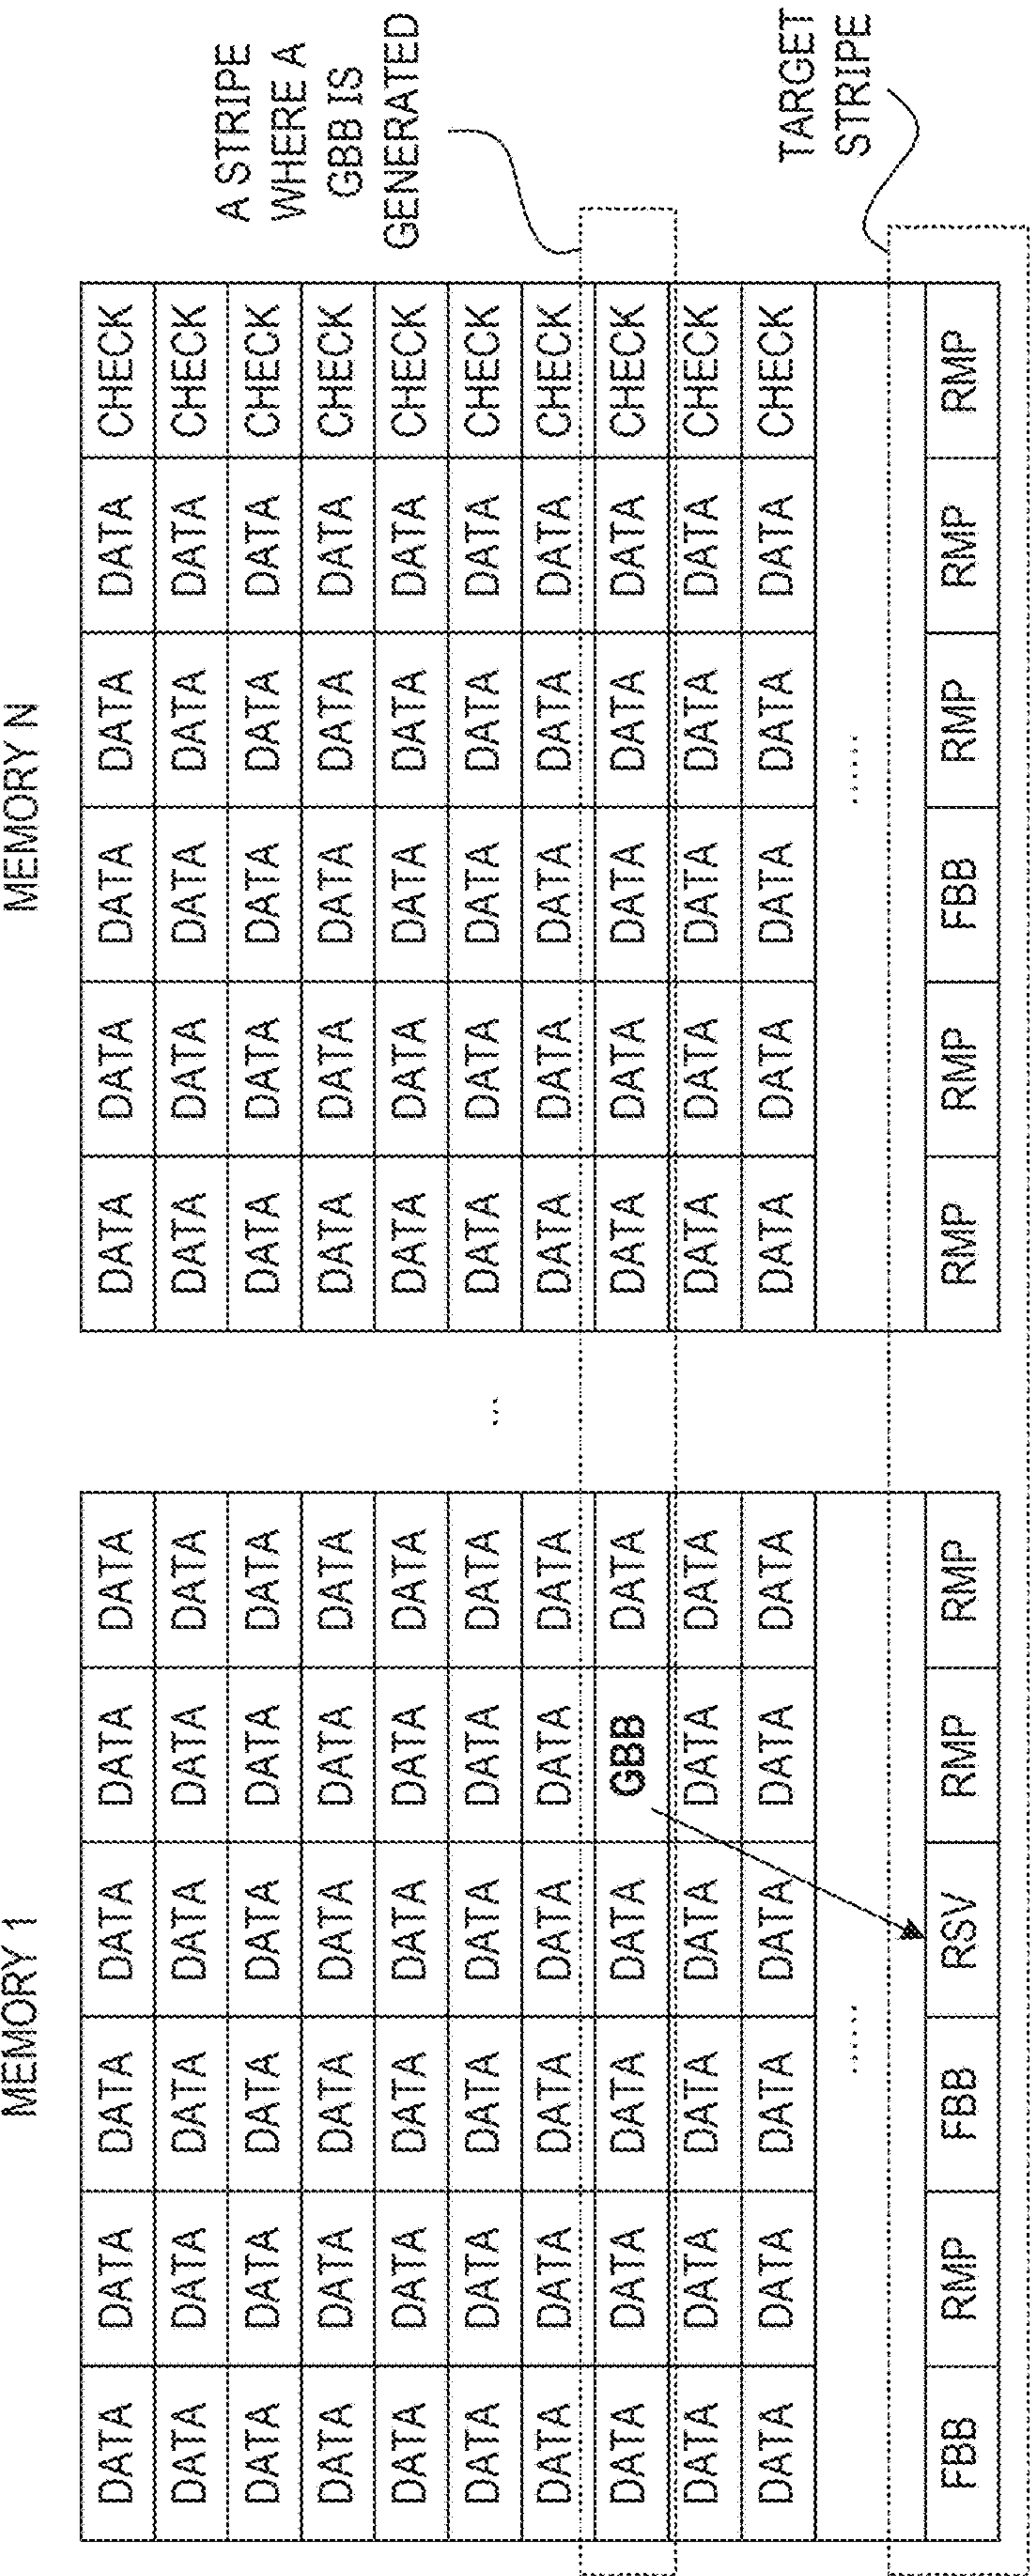 MEMORY 1 MEMORY N
DATA DATA DATA DATA DATA DATA DATA DATA DATA DATA DATA CHECK
DATA DATA DATA DATA DATA DATA DATA DATA DATA DATA DATA CHECK
DATA DATA DATA DATA DATA DATA DATA DATA DATA DATA DATA CHECK
DATA DATA DATA DATA DATA DATA DATA DATA DATA DATA DATA CHECK
DATA DATA DATA DATA DATA DATA DATA DATA DATA DATA DATA CHECK
DATA DATA DATA DATA DATA DATA ... DATA DATA DATA DATA DATA CHECK
DATA DATA DATA DATA DATA DATA DATA DATA DATA DATA DATA CHECK
DATA DATA DATA DATA GBB DATA DATA DATA DATA DATA DATA CHECK
DATA DATA DATA DATA DATA DATA DATA DATA DATA DATA DATA CHECK
DATA DATA DATA DATA DATA DATA DATA DATA DATA DATA DATA CHECK
...... ......
FBB RMP FBB RSV RMP RMP RMP RMP FBB RMP RMP RMP
A STRIPE
WHERE A
GBB IS
GENERATED
TARGET
STRIPE